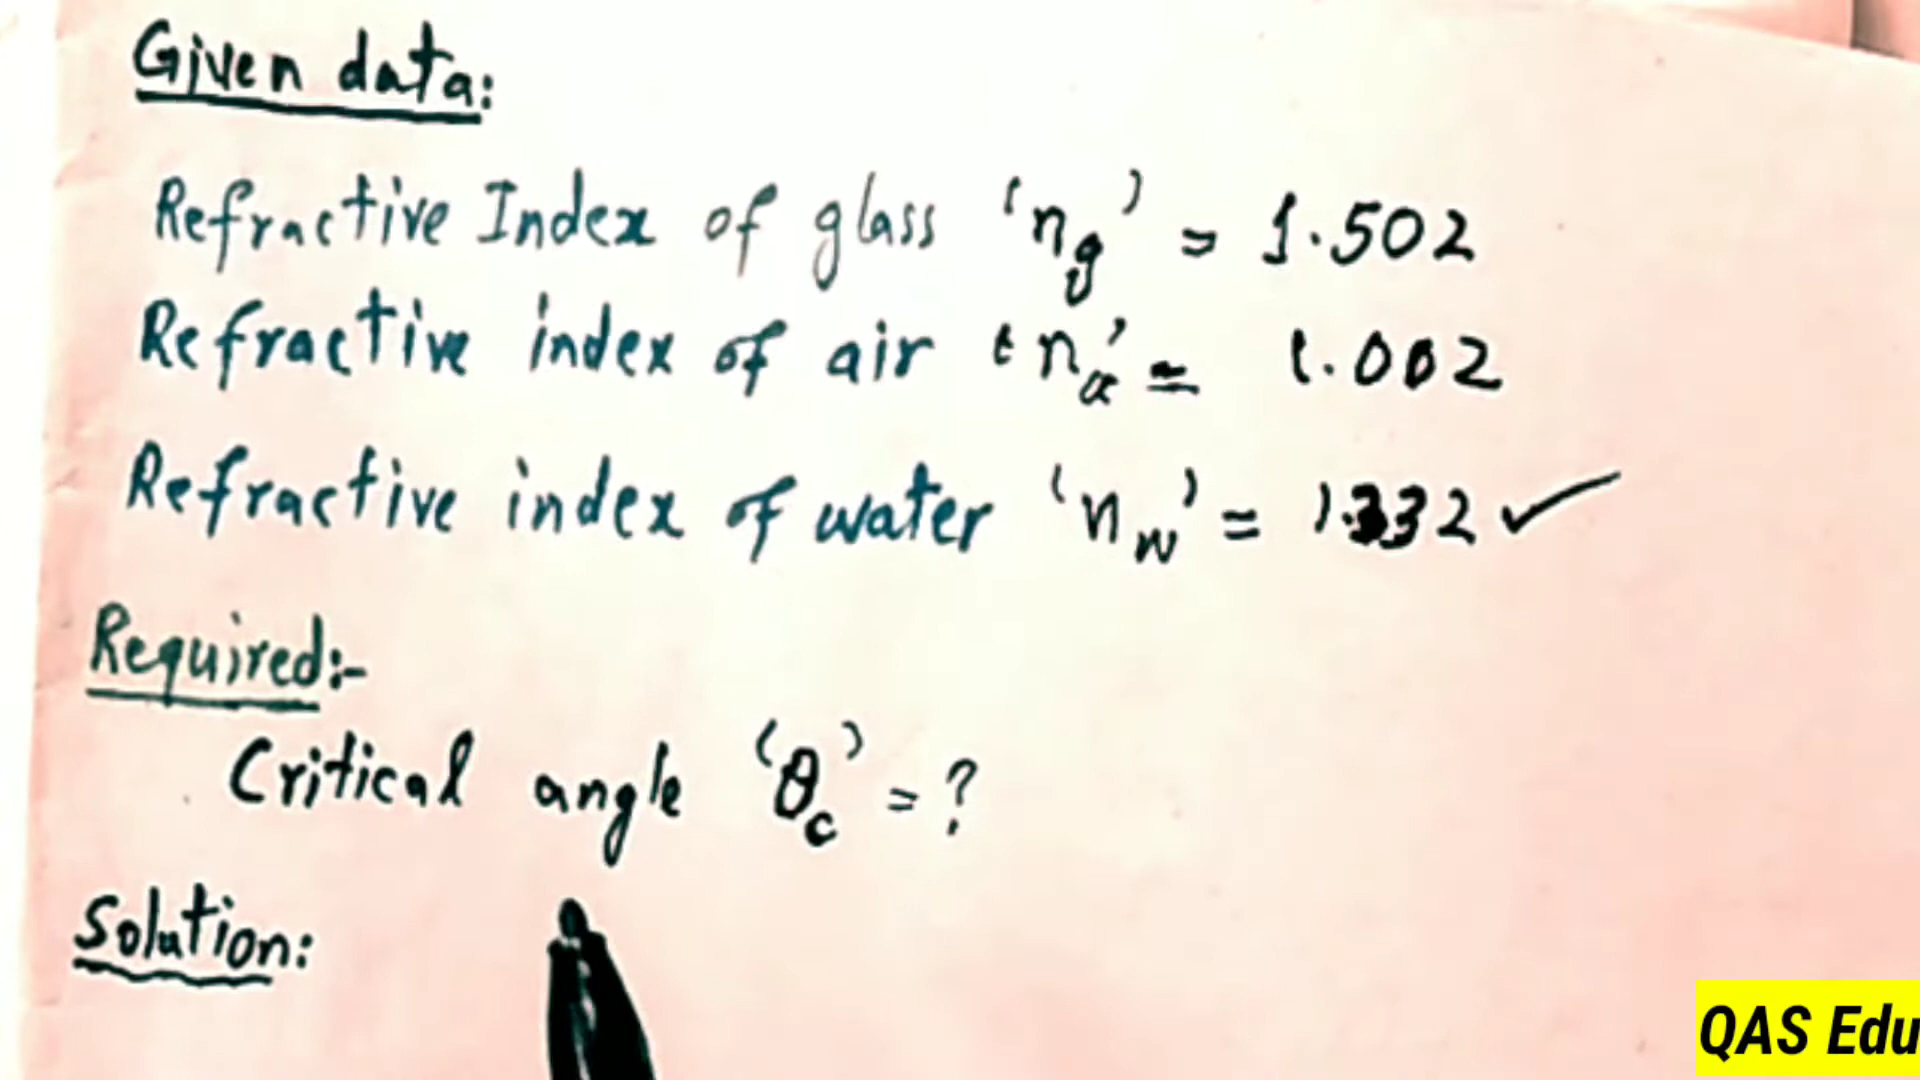 Given data:
Refractive Index of glass 'ng' = 1.502
Refractive index of air 'na' = 1.002
Refractive index of water 'nw' = 1.332 ✓
Required:-
Critical angle 'θc' = ?
Solution:
QAS Edu